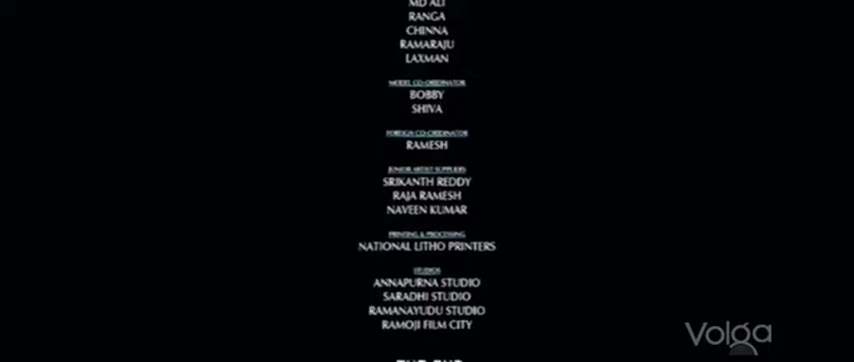 MD ALI
RANGA
CHINNA
RAMARAJU
LAXMAN
MODEL CO-ORDINATOR
BOBBY
SHIVA
FOREIGN CO-ORDINATOR
RAMESH
JUNIOR ARTIST SUPPLIERS
SRIKANTH REDDY
RAJA RAMESH
NAVEEN KUMAR
PRINTING & PROCESSING
NATIONAL LITHO PRINTERS
STUDIOS
ANNAPURNA STUDIO
SARADHI STUDIO
RAMANAYUDU STUDIO
RAMOJI FILM CITY
Volga